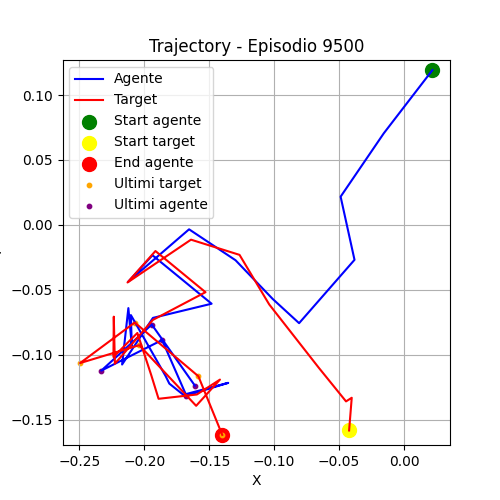 Trajectory - Episodio 9500
Agente
Target
Start agente
Start target
End agente
Ultimi target
Ultimi agente
0.10
0.05
0.00
−0.05
−0.10
−0.15
−0.25
−0.20
−0.15
−0.10
−0.05
0.00
X